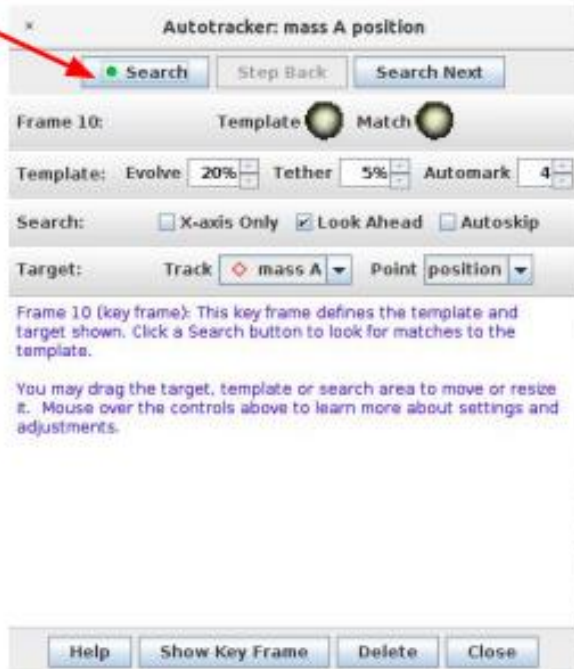 Autotracker: mass A position
Search Step Back Search Next
Frame 10: Template Match
Template: Evolve 20% Tether 5% Automark 4
Search: X-axis Only Look Ahead Autoskip
Target: Track mass A Point position
Frame 10 (key frame): This key frame defines the template and
target shown. Click a Search button to look for matches to the
template.
You may drag the target, template or search area to move or resize
it. Mouse over the controls above to learn more about settings and
adjustments.
Help Show Key Frame Delete Close